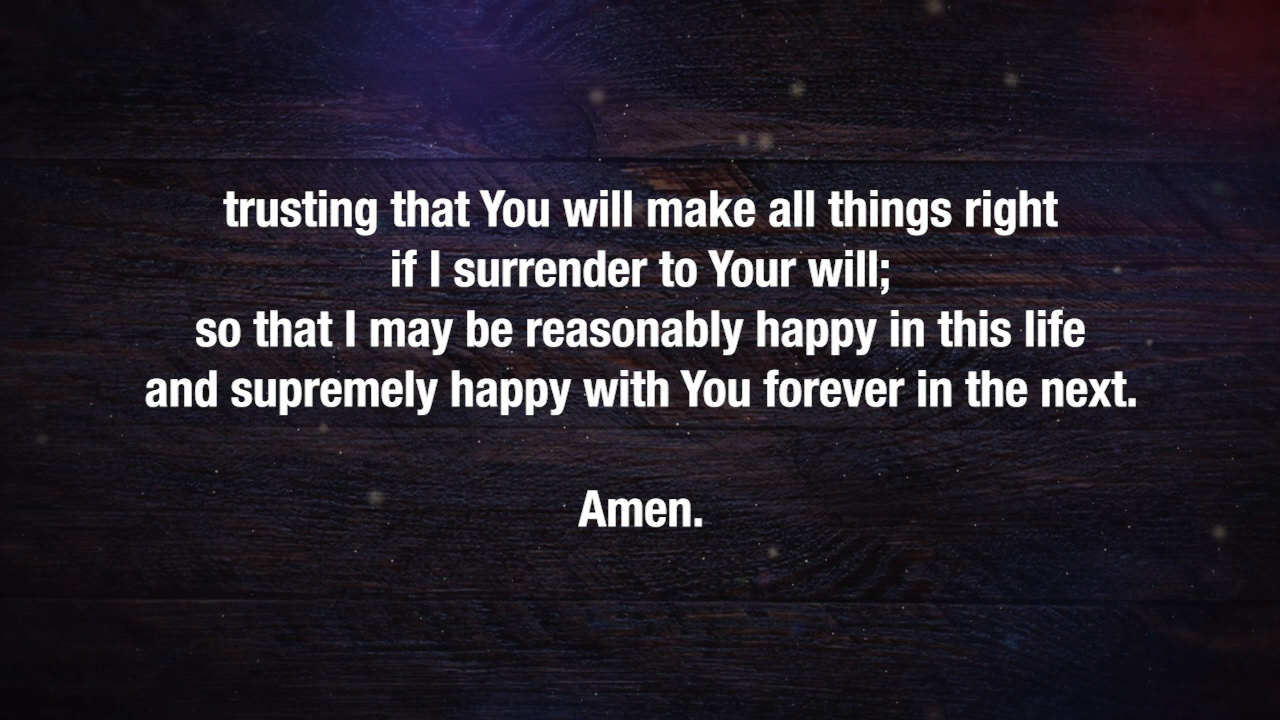 trusting that You will make all things right
if I surrender to Your will;
so that I may be reasonably happy in this life
and supremely happy with You forever in the next.
Amen.